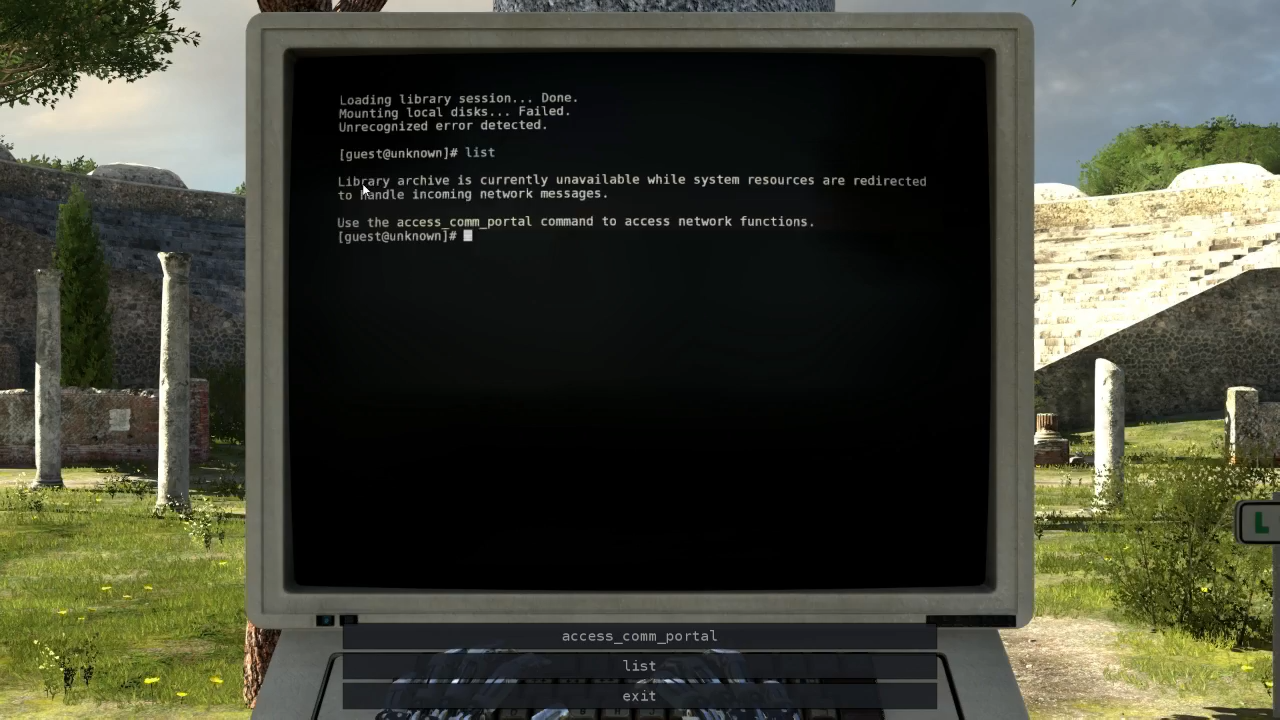 Loading library session... Done.
Mounting local disks... Failed.
Unrecognized error detected.
[guest@unknown]# list
Library archive is currently unavailable while system resources are redirected
to handle incoming network messages.
Use the access_comm_portal command to access network functions.
[guest@unknown]#
L
access_comm_portal
list
exit